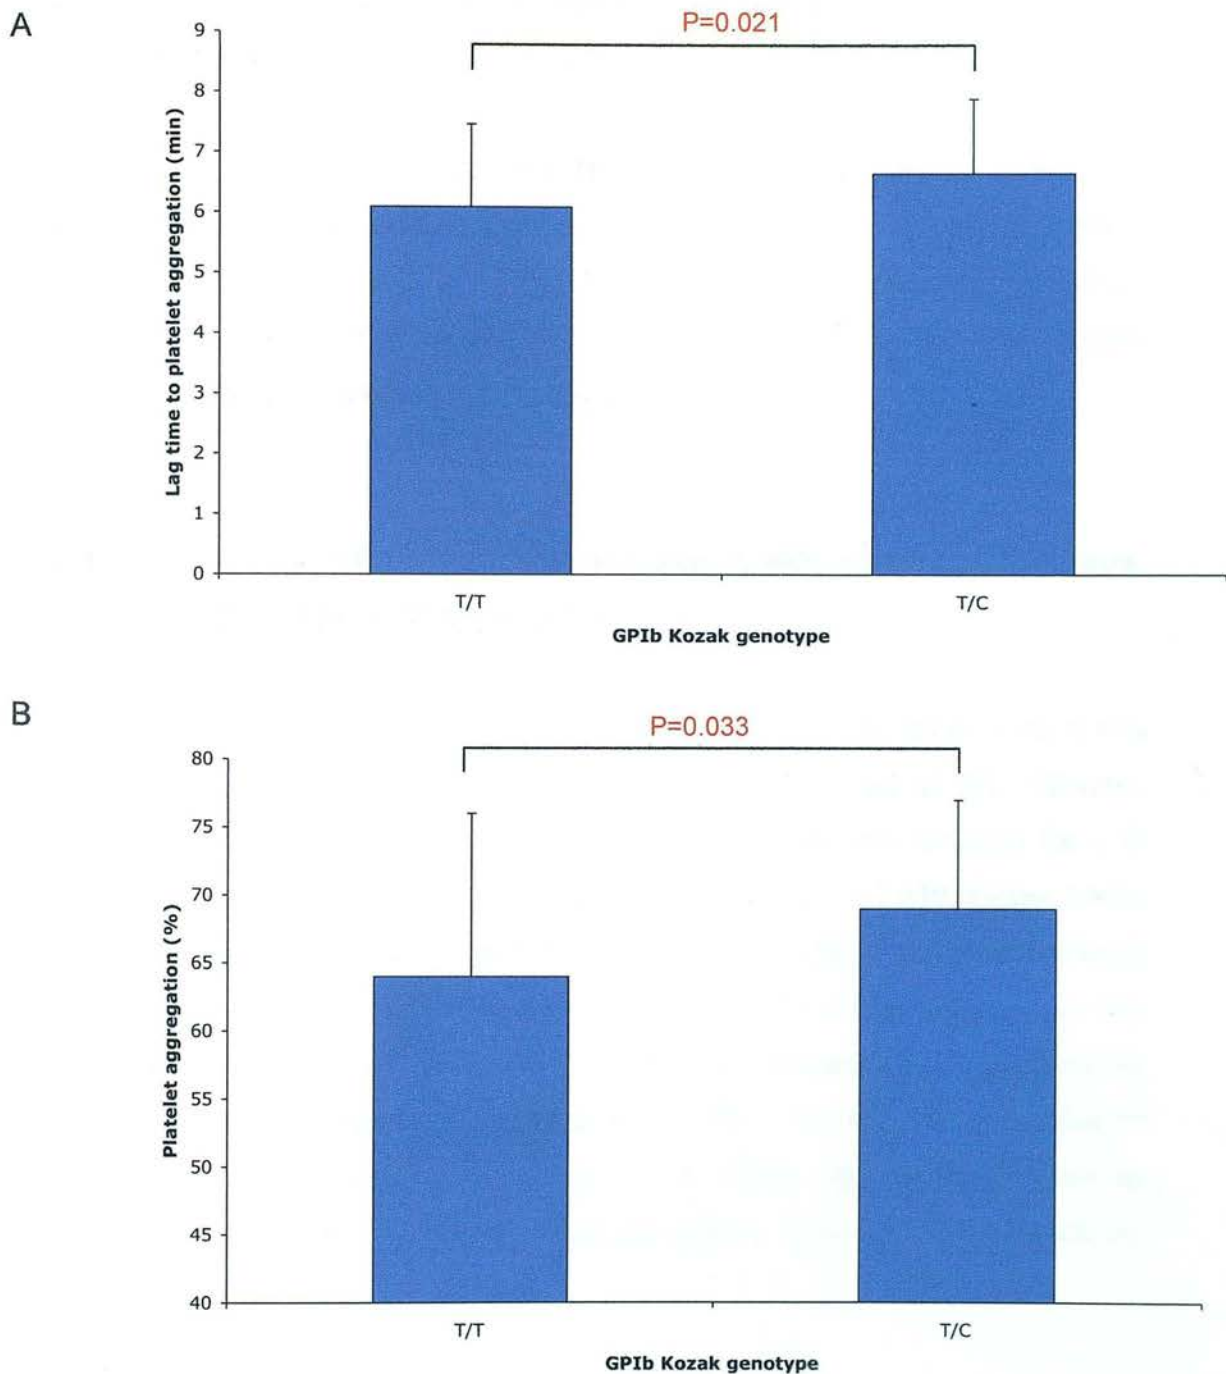 A
P=0.021
9
8
7
6
5
4
3
2
1
0
Lag time to platelet aggregation (min)
T/T
T/C
GPIb Kozak genotype
B
P=0.033
80
75
70
65
60
55
50
45
40
Platelet aggregation (%)
T/T
T/C
GPIb Kozak genotype